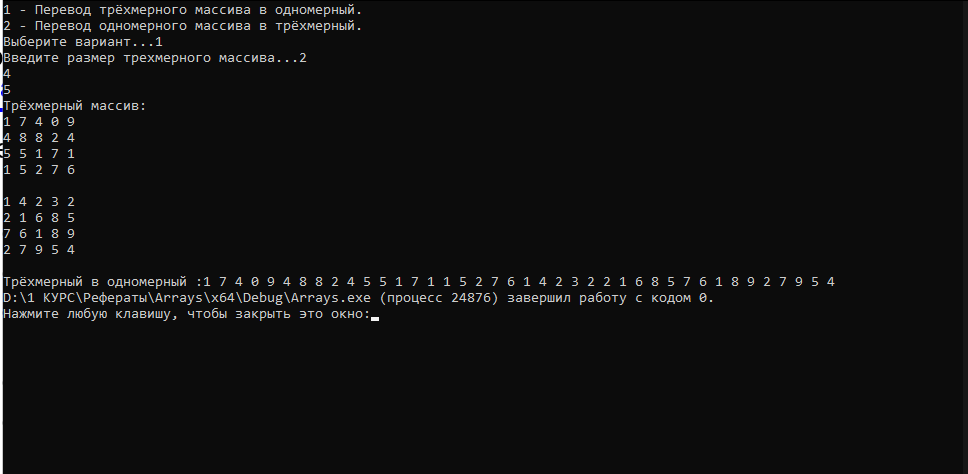 1 - Перевод трёхмерного массива в одномерный.
2 - Перевод одномерного массива в трёхмерный.
Выберите вариант...1
Введите размер трехмерного массива...2
4
5
Трёхмерный массив:
1 7 4 0 9
4 8 8 2 4
5 5 1 7 1
1 5 2 7 6
1 4 2 3 2
2 1 6 8 5
7 6 1 8 9
2 7 9 5 4
Трёхмерный в одномерный :1 7 4 0 9 4 8 8 2 4 5 5 1 7 1 1 5 2 7 6 1 4 2 3 2 2 1 6 8 5 7 6 1 8 9 2 7 9 5 4
D:\1 КУРС\Рефераты\Arrays\x64\Debug\Arrays.exe (процесс 24876) завершил работу с кодом 0.
Нажмите любую клавишу, чтобы закрыть это окно: